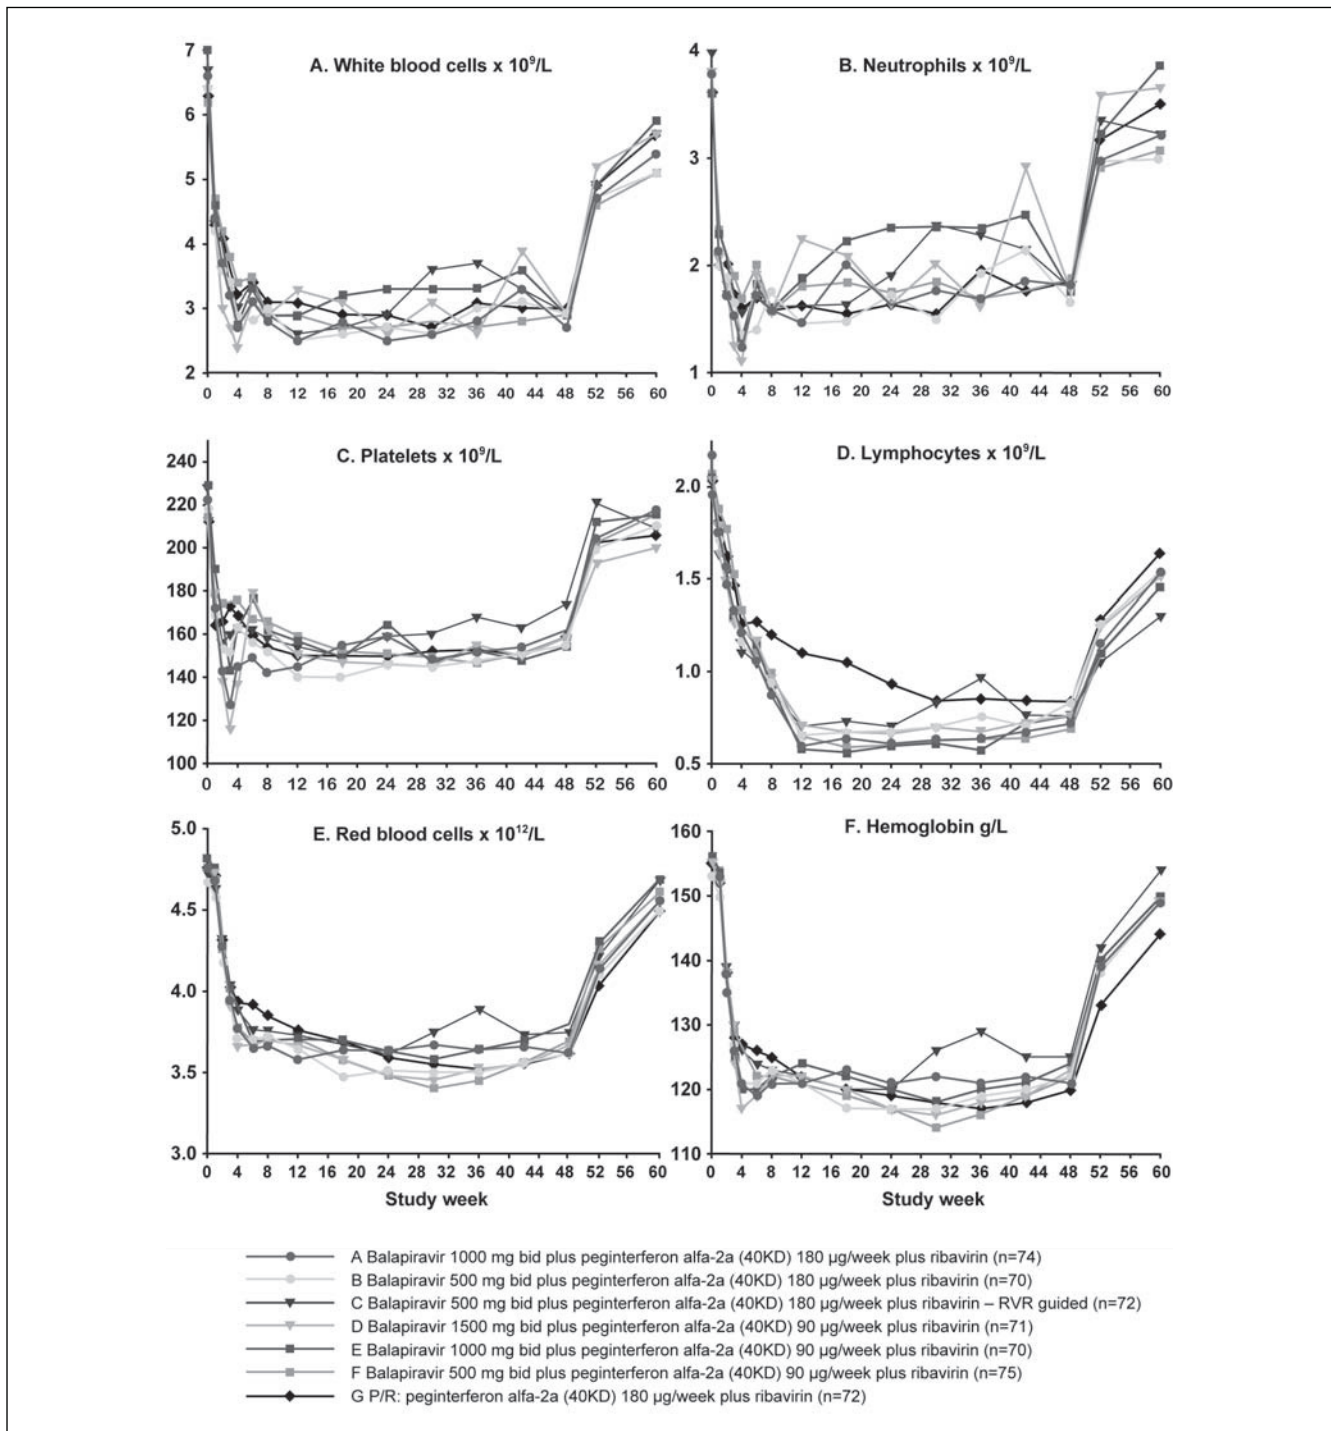 A. White blood cells x 10⁹/L
7
6
5
4
3
2
0 4 8 12 16 20 24 28 32 36 40 44 48 52 56 60
B. Neutrophils x 10⁹/L
4
3
2
1
0 4 8 12 16 20 24 28 32 36 40 44 48 52 56 60
C. Platelets x 10⁹/L
240
220
200
180
160
140
120
100
0 4 8 12 16 20 24 28 32 36 40 44 48 52 56 60
D. Lymphocytes x 10⁹/L
2.0
1.5
1.0
0.5
0 4 8 12 16 20 24 28 32 36 40 44 48 52 56 60
E. Red blood cells x 10¹²/L
5.0
4.5
4.0
3.5
3.0
0 4 8 12 16 20 24 28 32 36 40 44 48 52 56 60
Study week
F. Hemoglobin g/L
160
150
140
130
120
110
0 4 8 12 16 20 24 28 32 36 40 44 48 52 56 60
Study week
A Balapiravir 1000 mg bid plus peginterferon alfa-2a (40KD) 180 µg/week plus ribavirin (n=74)
B Balapiravir 500 mg bid plus peginterferon alfa-2a (40KD) 180 µg/week plus ribavirin (n=70)
C Balapiravir 500 mg bid plus peginterferon alfa-2a (40KD) 180 µg/week plus ribavirin – RVR guided (n=72)
D Balapiravir 1500 mg bid plus peginterferon alfa-2a (40KD) 90 µg/week plus ribavirin (n=71)
E Balapiravir 1000 mg bid plus peginterferon alfa-2a (40KD) 90 µg/week plus ribavirin (n=70)
F Balapiravir 500 mg bid plus peginterferon alfa-2a (40KD) 90 µg/week plus ribavirin (n=75)
G P/R: peginterferon alfa-2a (40KD) 180 µg/week plus ribavirin (n=72)